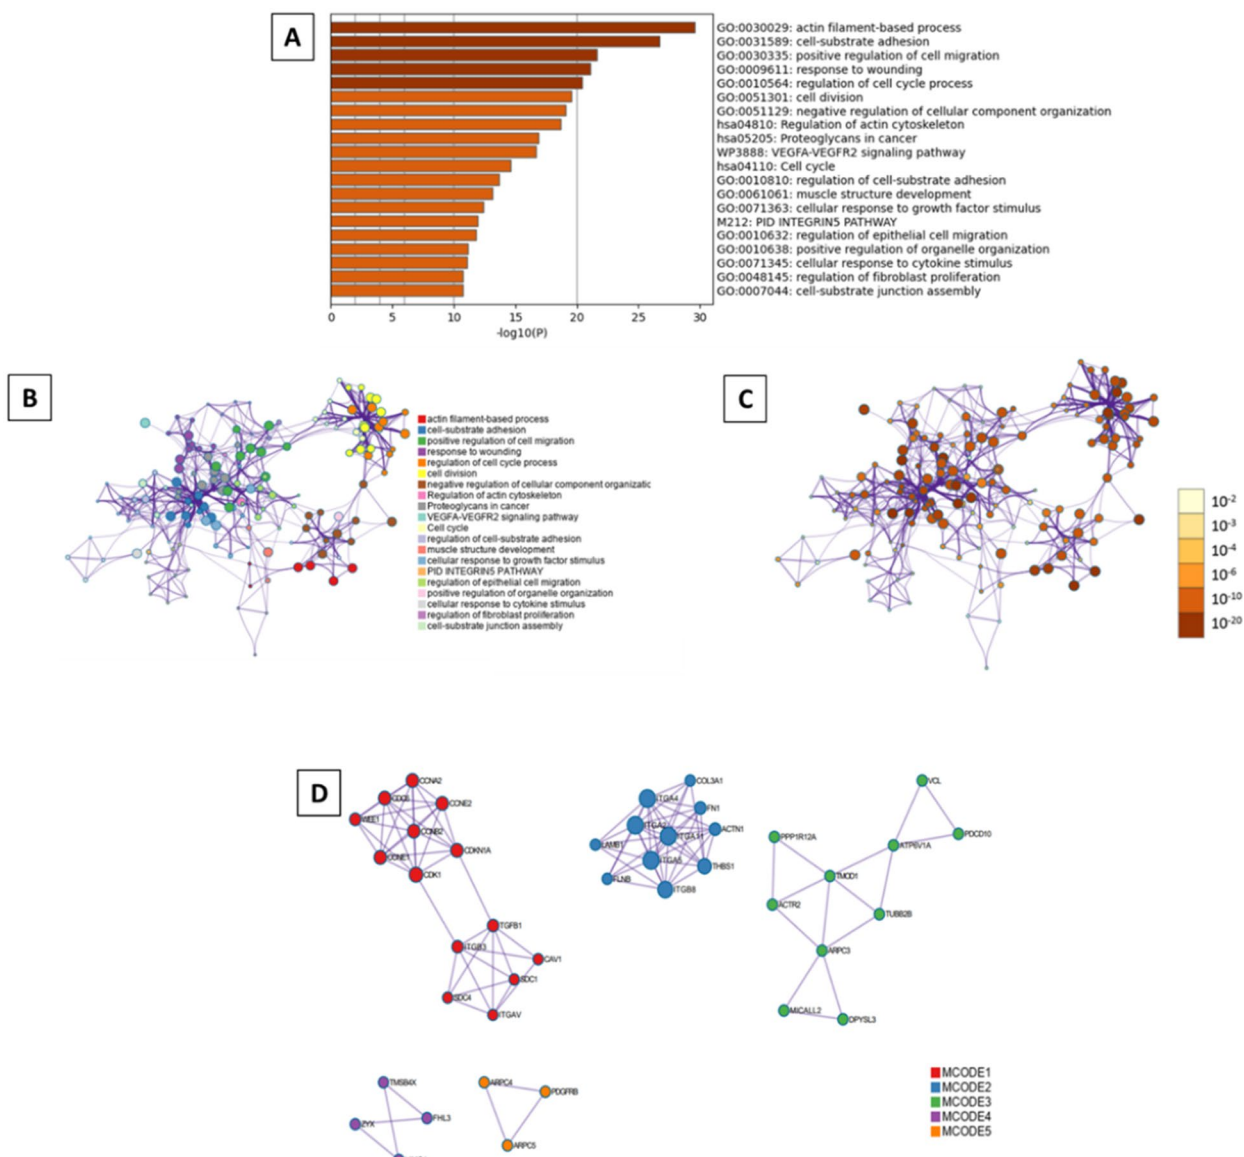 A
GO:0030029: actin filament-based process
GO:0031589: cell-substrate adhesion
GO:0030335: positive regulation of cell migration
GO:0009611: response to wounding
GO:0010564: regulation of cell cycle process
GO:0051301: cell division
GO:0051129: negative regulation of cellular component organization
hsa04810: Regulation of actin cytoskeleton
hsa05205: Proteoglycans in cancer
WP3888: VEGFA-VEGFR2 signaling pathway
hsa04110: Cell cycle
GO:0010810: regulation of cell-substrate adhesion
GO:0061061: muscle structure development
GO:0071363: cellular response to growth factor stimulus
M212: PID INTEGRIN5 PATHWAY
GO:0010632: regulation of epithelial cell migration
GO:0010638: positive regulation of organelle organization
GO:0071345: cellular response to cytokine stimulus
GO:0048145: regulation of fibroblast proliferation
GO:0007044: cell-substrate junction assembly
0 5 10 15 20 25 30
-log10(P)
B
actin filament-based process
cell-substrate adhesion
positive regulation of cell migration
response to wounding
regulation of cell cycle process
cell division
negative regulation of cellular component organizatic
Regulation of actin cytoskeleton
Proteoglycans in cancer
VEGFA-VEGFR2 signaling pathway
Cell cycle
regulation of cell-substrate adhesion
muscle structure development
cellular response to growth factor stimulus
PID INTEGRIN5 PATHWAY
regulation of epithelial cell migration
positive regulation of organelle organization
cellular response to cytokine stimulus
regulation of fibroblast proliferation
cell-substrate junction assembly
C
10-2
10-3
10-4
10-6
10-10
10-20
D
CCNA2
CCNE2
WEE1
CCNB2
CDKN1A
CCNE1
CDK1
ITGFB1
ITGB3
CAV1
SDC1
SDC4
ITGAV
COL3A1
ITGA4
FN1
ITGA2
ACTN1
ITGA11
LAMB1
ITGA5
THBS1
FLNB
ITGB8
VCL
PDCD10
PPP1R12A
ATP6V1A
TMOD1
ACTR2
TUBB2B
ARPC3
MICALL2
DPYSL3
TMSB4X
FHL3
ZYX
ARPC4
PDGFRB
ARPC5
MCODE1
MCODE2
MCODE3
MCODE4
MCODE5